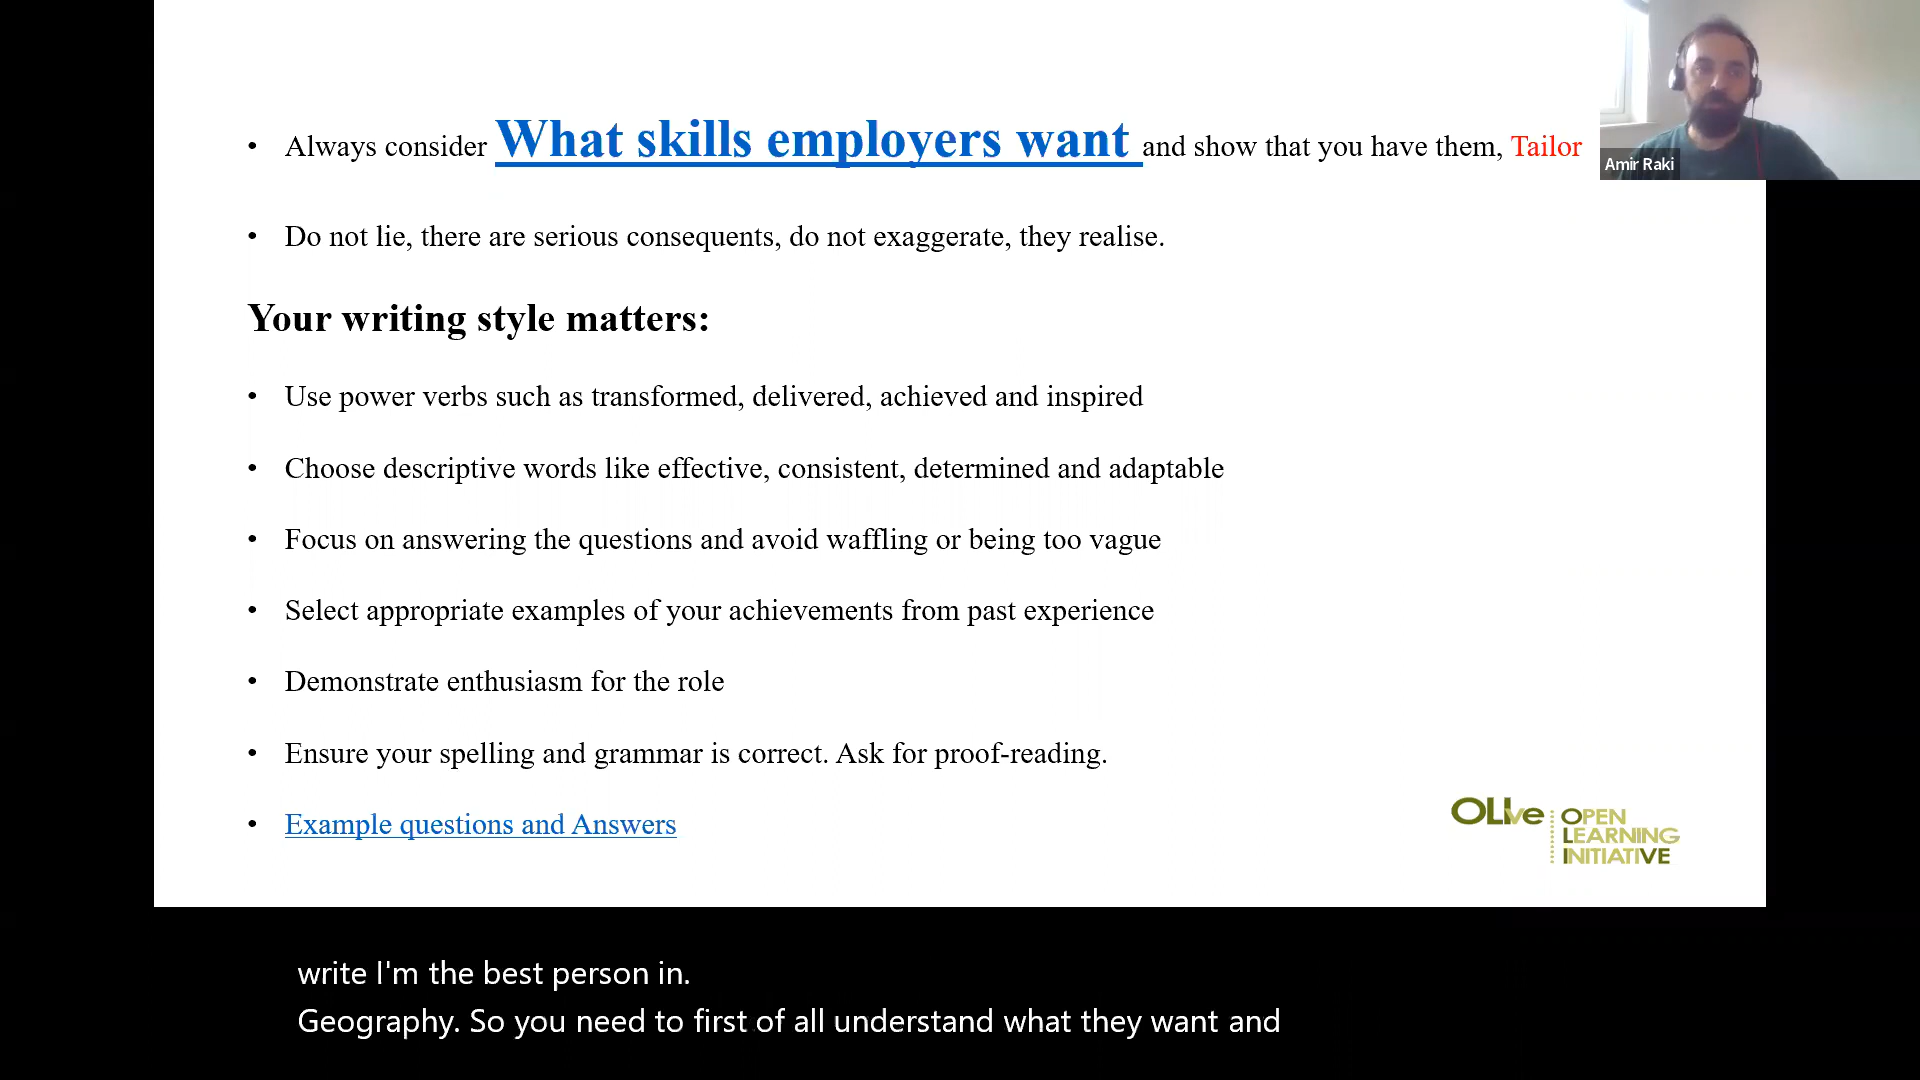 • Always consider What skills employers want and show that you have them, Tailor
Amir Raki
• Do not lie, there are serious consequents, do not exaggerate, they realise.
Your writing style matters:
• Use power verbs such as transformed, delivered, achieved and inspired
• Choose descriptive words like effective, consistent, determined and adaptable
• Focus on answering the questions and avoid waffling or being too vague
• Select appropriate examples of your achievements from past experience
• Demonstrate enthusiasm for the role
• Ensure your spelling and grammar is correct. Ask for proof-reading.
• Example questions and Answers
OLIve
OPEN
LEARNING
INITIATIVE
write I'm the best person in.
Geography. So you need to first of all understand what they want and